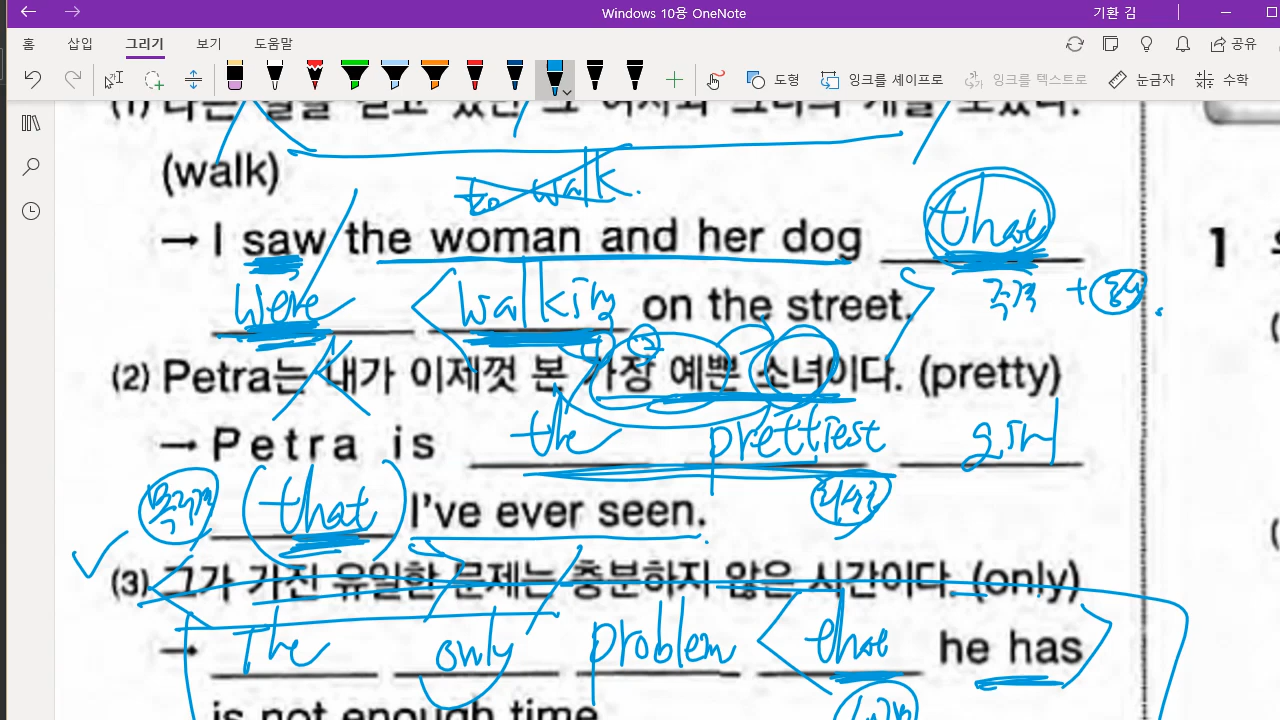 Windows 10용 OneNote
기환 김
홈 삽입 그리기 보기 도움말
공유
도형 잉크를 셰이프로 잉크를 텍스트로 눈금자 수학
(walk)
to walk.
→ I saw the woman and her dog that
were walking on the street.
주격 + 동사.
(2) Petra는 내가 이제껏 본 가장 예쁜 소녀이다. (pretty)
→ Petra is the prettiest girl
목적격 (that) I've ever seen.
최상급
(3) 그가 가진 유일한 문제는 충분하지 않은 시간이다. (only)
→ The only problem that he has
is not enough time
1